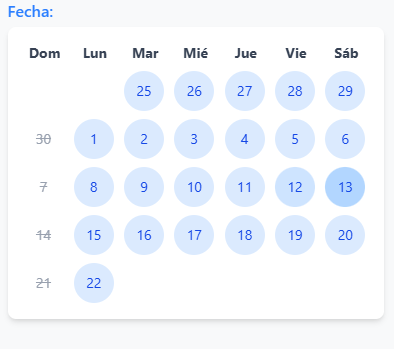 Fecha:
Dom Lun Mar Mié Jue Vie Sáb
25 26 27 28 29
30 1 2 3 4 5 6
7 8 9 10 11 12 13
14 15 16 17 18 19 20
21 22